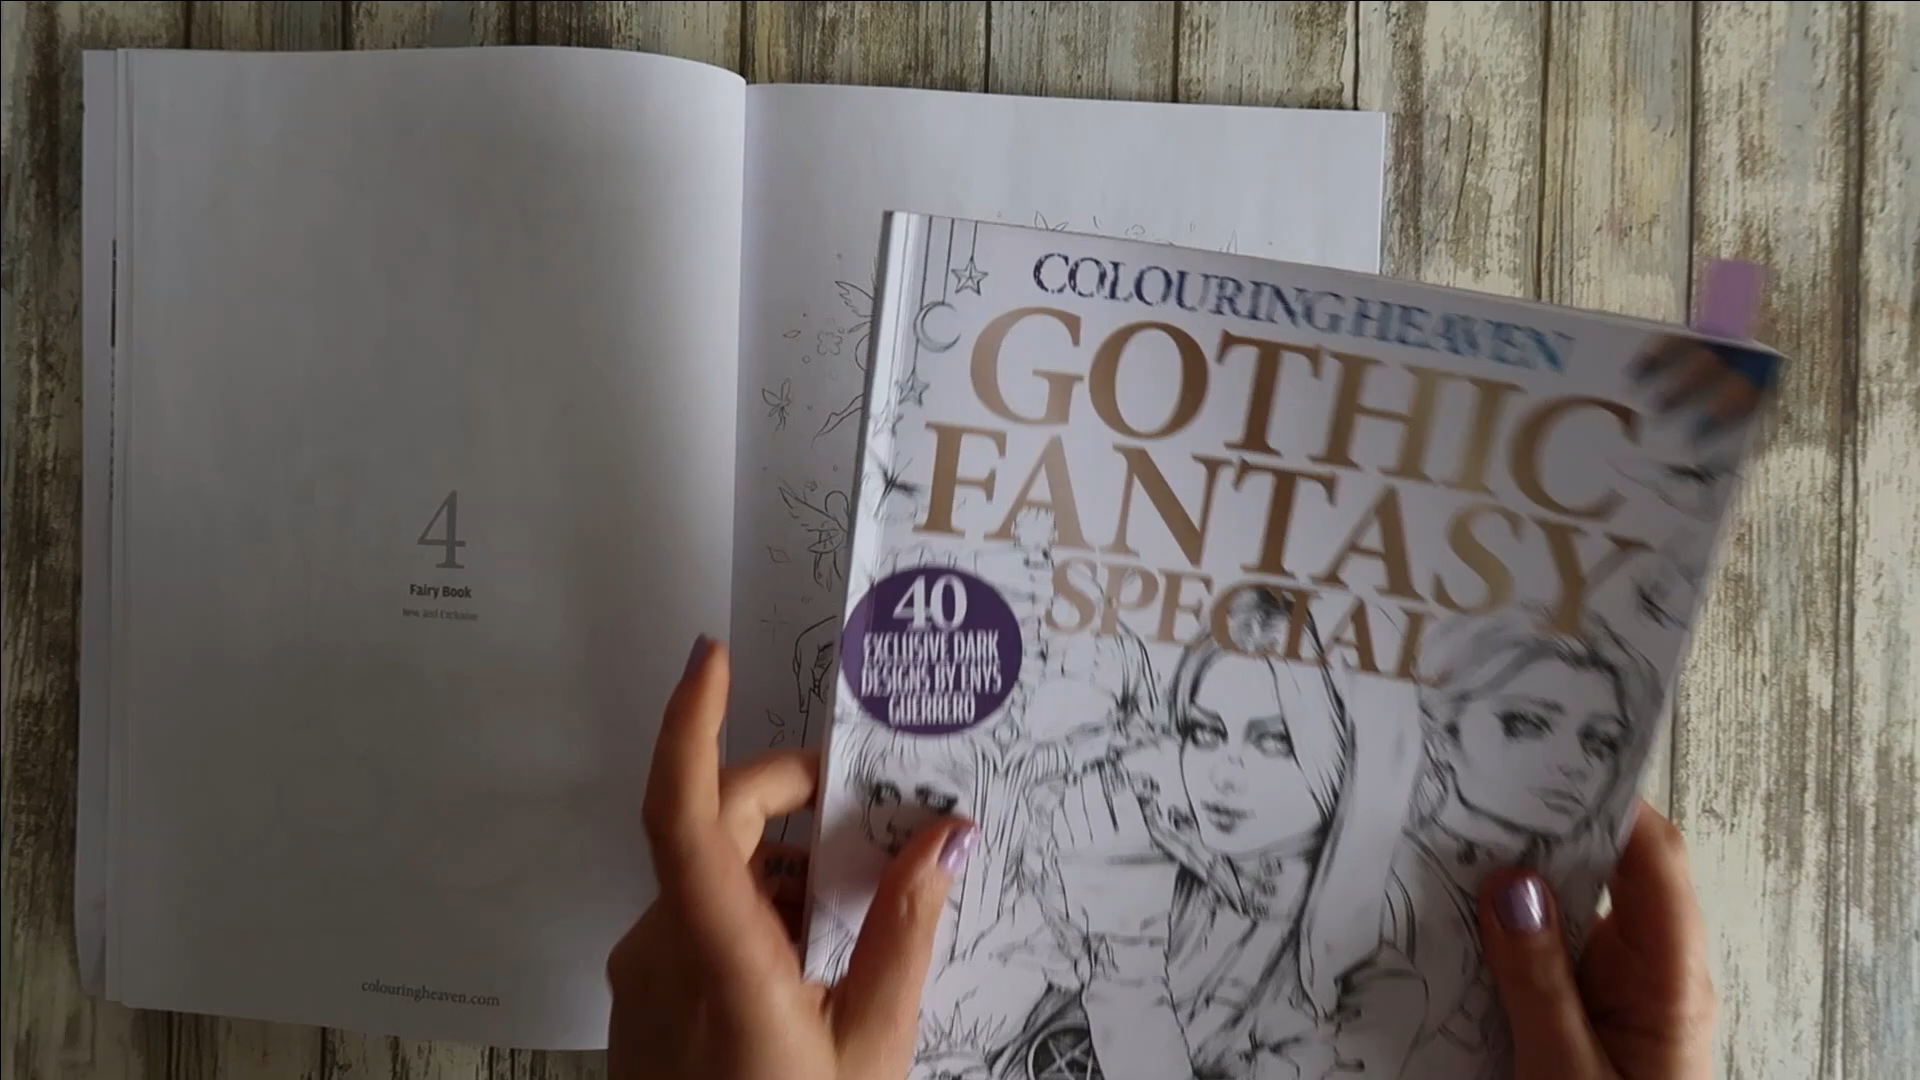 4
Fairy Book
New and Exclusive
colouringheaven.com
COLOURING HEAVEN
GOTHIC
FANTASY
SPECIAL
40
EXCLUSIVE DARK
DESIGNS BY ENYS
GUERRERO